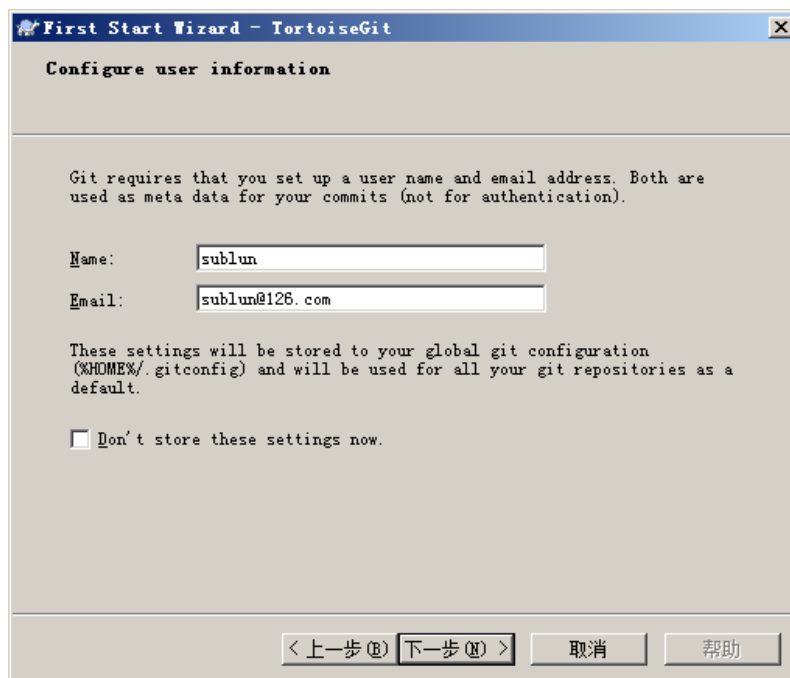 First Start Wizard - TortoiseGit
Configure user information
Git requires that you set up a user name and email address. Both are
used as meta data for your commits (not for authentication).
Name: sublun
Email: sublun@126.com
These settings will be stored to your global git configuration
(%HOME%/.gitconfig) and will be used for all your git repositories as a
default.
Don't store these settings now.
< 上一步(B) 下一步(N) > 取消 帮助